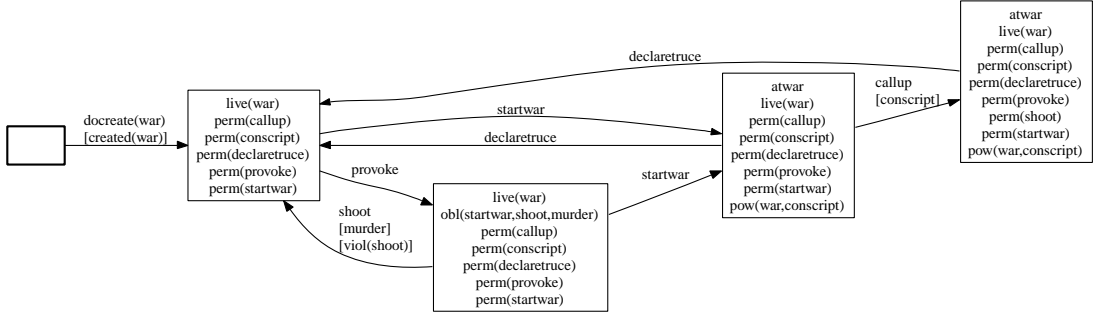 docreate(war)
[created(war)]
live(war)
perm(callup)
perm(conscript)
perm(declaretruce)
perm(provoke)
perm(startwar)
declaretruce
startwar
declaretruce
provoke
shoot
[murder]
[viol(shoot)]
live(war)
obl(startwar,shoot,murder)
perm(callup)
perm(conscript)
perm(declaretruce)
perm(provoke)
perm(startwar)
startwar
atwar
live(war)
perm(callup)
perm(conscript)
perm(declaretruce)
perm(provoke)
perm(startwar)
pow(war,conscript)
callup
[conscript]
atwar
live(war)
perm(callup)
perm(conscript)
perm(declaretruce)
perm(provoke)
perm(shoot)
perm(startwar)
pow(war,conscript)